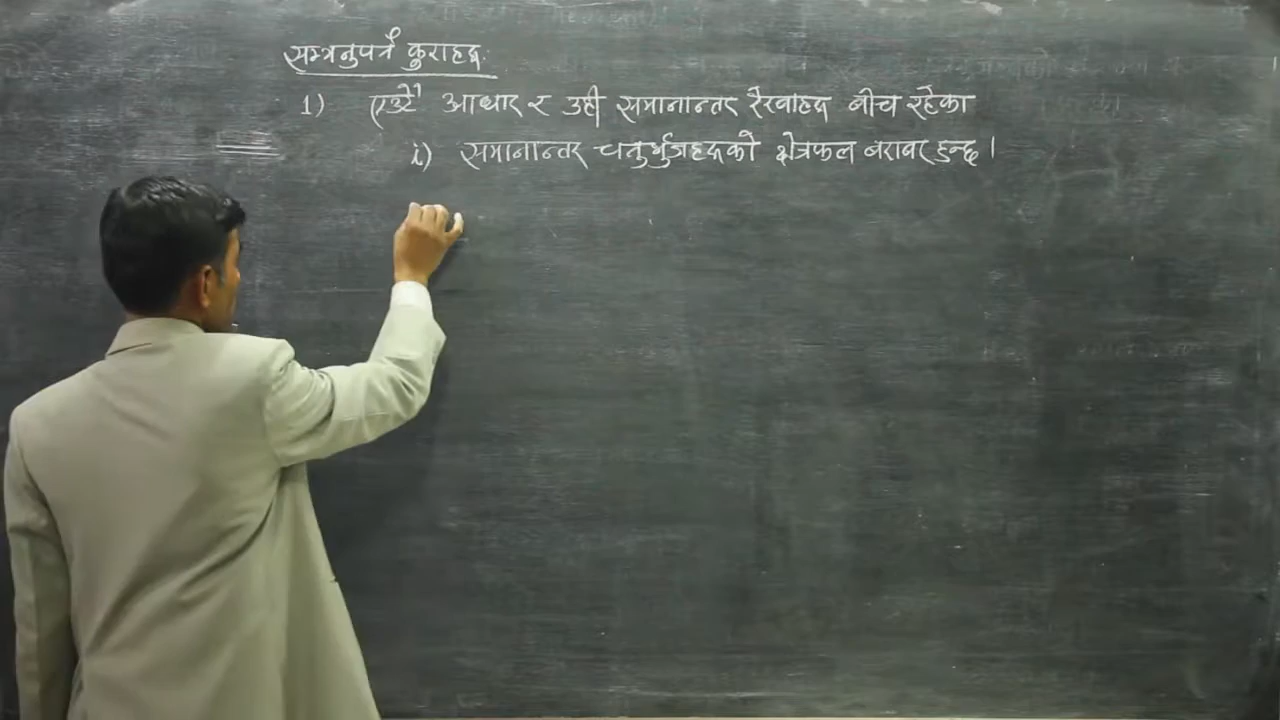 सम्झनुपर्ने कुराहरू:
1) एउटै आधार र उही समानान्तर रेखाहरू बीच रहेका
i) समानान्तर चतुर्भुजहरूको क्षेत्रफल बराबर हुन्छ।